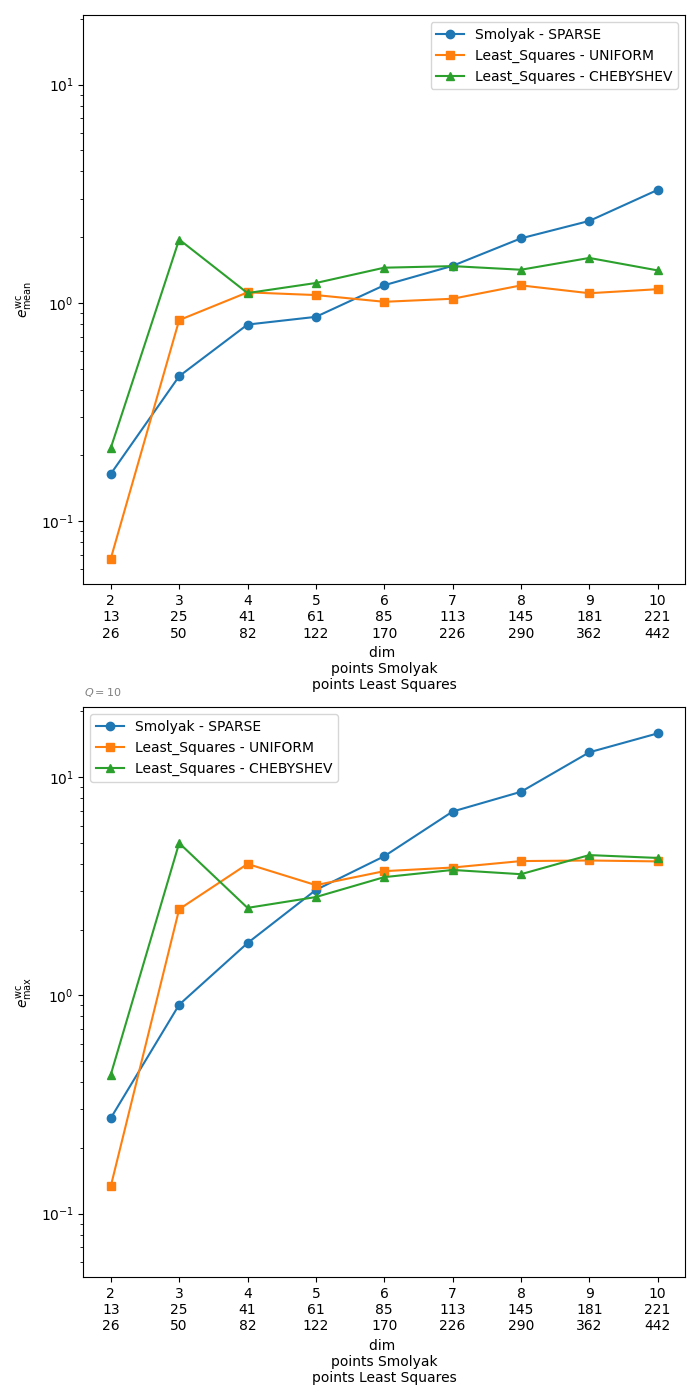 Smolyak - SPARSE
Least_Squares - UNIFORM
Least_Squares - CHEBYSHEV
10¹
10⁰
10⁻¹
e^wc_mean
2 3 4 5 6 7 8 9 10
13 25 41 61 85 113 145 181 221
26 50 82 122 170 226 290 362 442
dim
points Smolyak
points Least Squares
Q = 10
Smolyak - SPARSE
Least_Squares - UNIFORM
Least_Squares - CHEBYSHEV
10¹
10⁰
10⁻¹
e^wc_max
2 3 4 5 6 7 8 9 10
13 25 41 61 85 113 145 181 221
26 50 82 122 170 226 290 362 442
dim
points Smolyak
points Least Squares